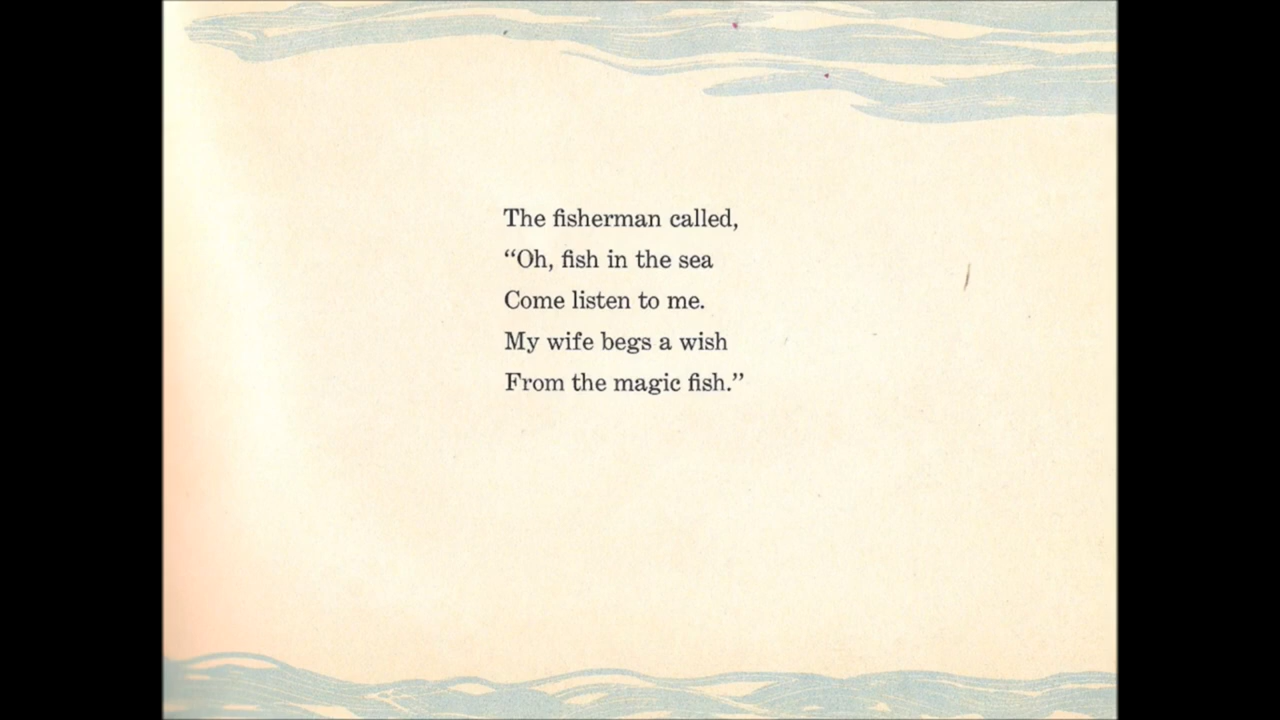 The fisherman called,
“Oh, fish in the sea
Come listen to me.
My wife begs a wish
From the magic fish.”